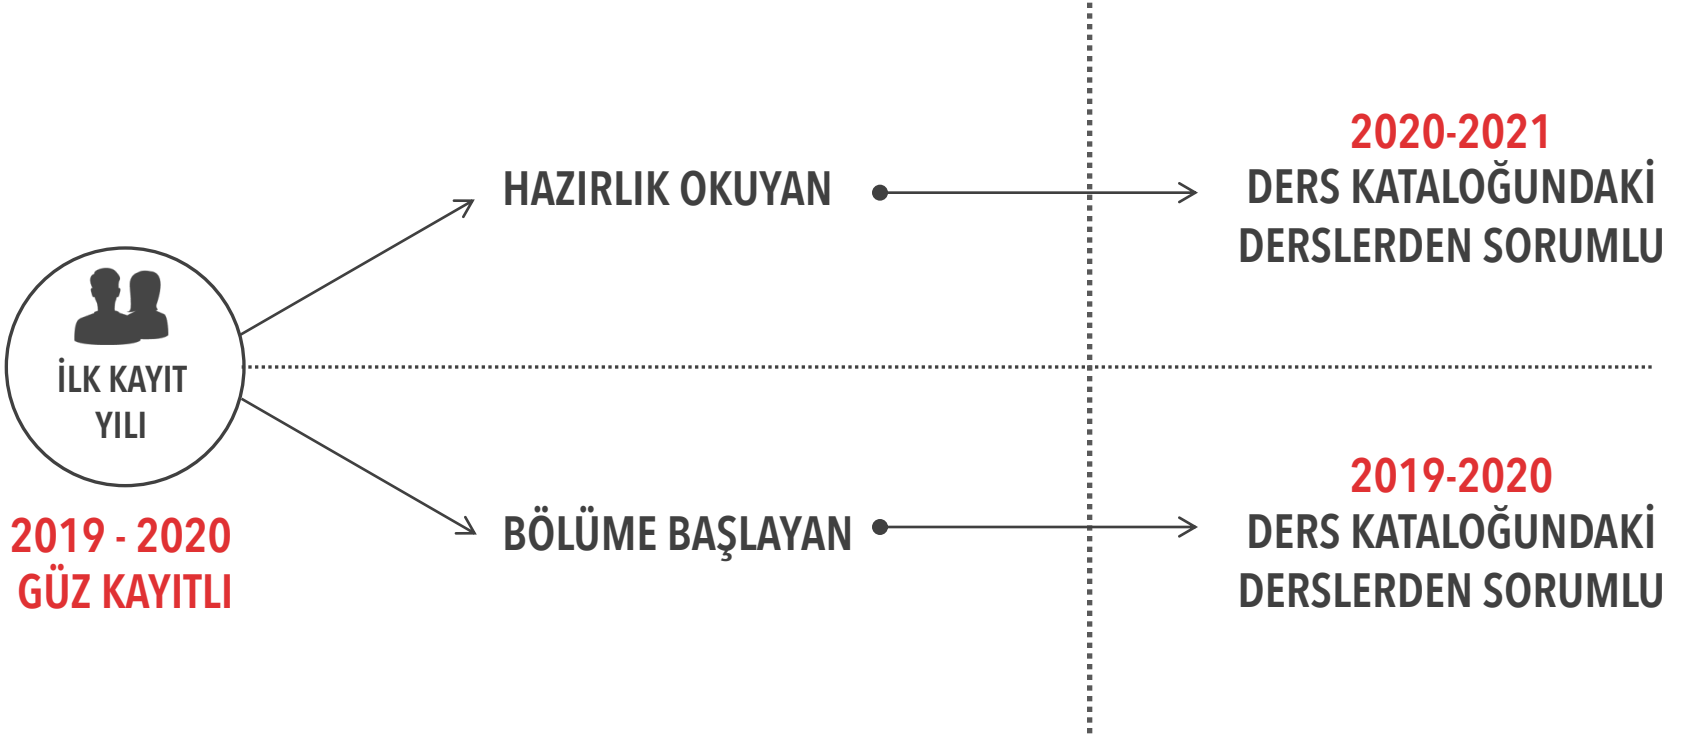 İLK KAYIT
YILI
2019 - 2020
GÜZ KAYITLI
HAZIRLIK OKUYAN
2020-2021
DERS KATALOĞUNDAKİ
DERSLERDEN SORUMLU
BÖLÜME BAŞLAYAN
2019-2020
DERS KATALOĞUNDAKİ
DERSLERDEN SORUMLU